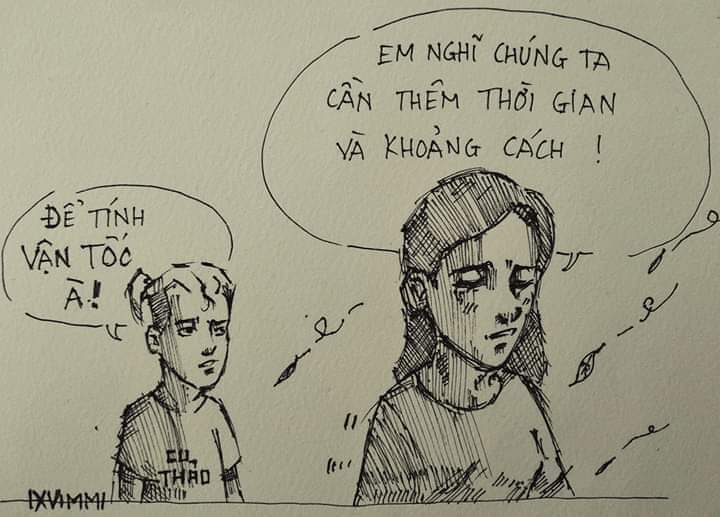 EM NGHĨ CHÚNG TA
CẦN THÊM THỜI GIAN
VÀ KHOẢNG CÁCH !
ĐỂ TÍNH
VẬN TỐC
À!
CU
THẢO
IXVIMMI